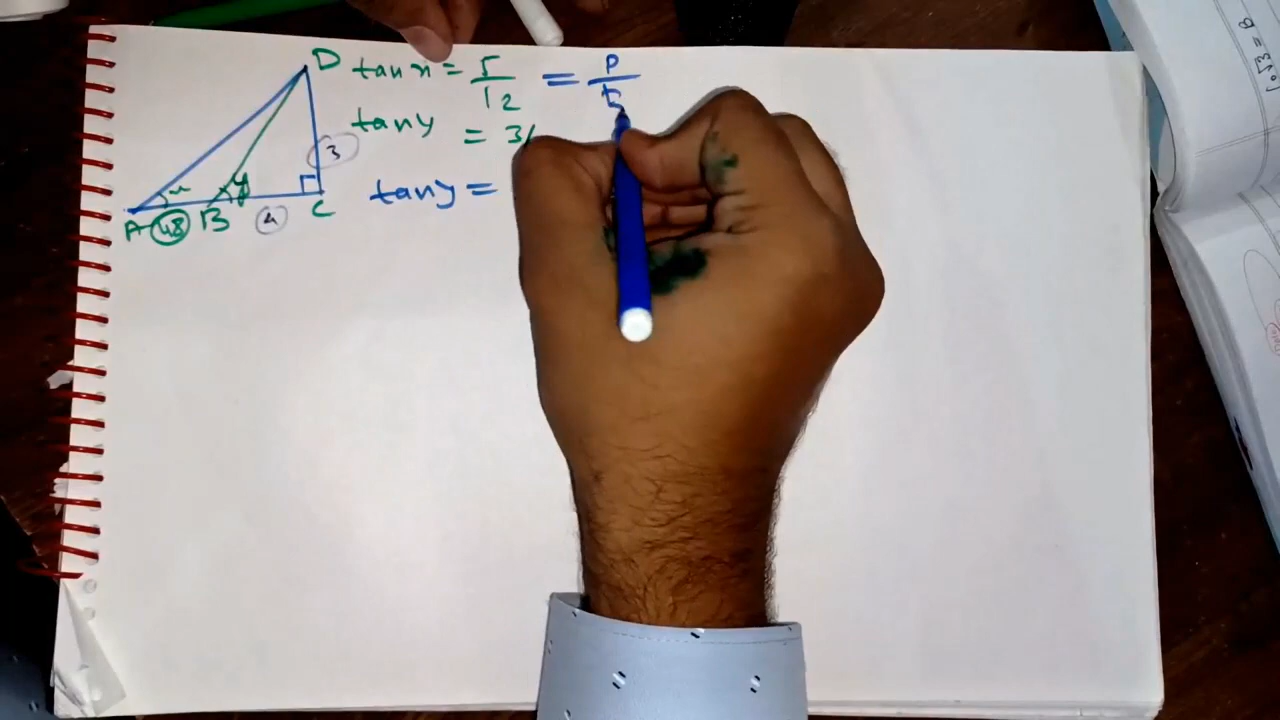 D tan x = 5/12 = P/b
tan y = 3/
3
x y
tan y =
A 48 B 4 C